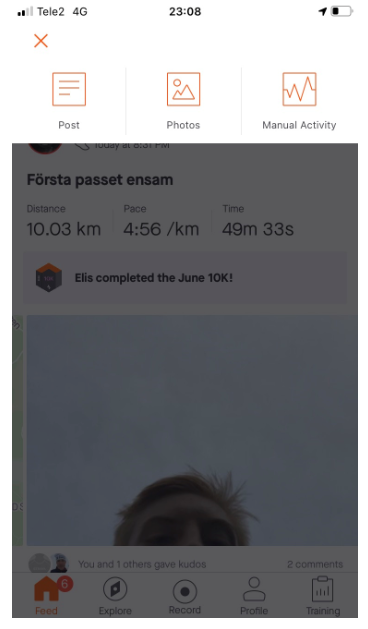 Tele2 4G 23:08
Post Photos Manual Activity
Today at 8:31 PM
Första passet ensam
Distance Pace Time
10.03 km 4:56 /km 49m 33s
Elis completed the June 10K!
You and 1 others gave kudos 2 comments
6
Feed Explore Record Profile Training